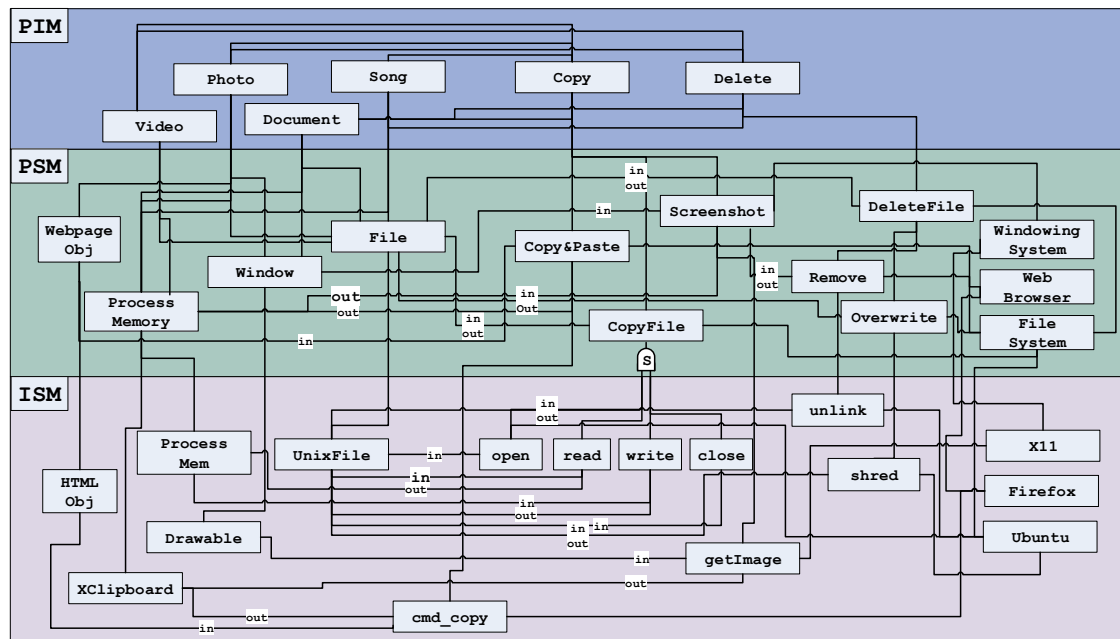 PIM
Photo
Song
Copy
Delete
Video
Document
PSM
in
out
Webpage
Obj
File
in
Screenshot
DeleteFile
Window
Copy&Paste
Windowing
System
in
out
Remove
Web
Browser
Process
Memory
out
out
in
Out
in
out
CopyFile
Overwrite
File
System
in
S
ISM
in
out
unlink
Process
Mem
UnixFile
in
open
read
write
close
X11
in
out
shred
HTML
Obj
Firefox
in
out
in
in
out
Drawable
Ubuntu
in
getImage
XClipboard
out
out
cmd_copy
in